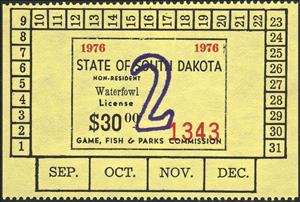 9 10 11 12 13 14 15 16 17 18 19 20 21 22 23
8 24
7 25
6 26
5 27
4 28
3 29
2 30
1 31
1976 1976
STATE OF SOUTH DAKOTA
NON-RESIDENT
Waterfowl
License
2
$30.00
1343
GAME, FISH & PARKS COMMISSION
SEP. OCT. NOV. DEC.